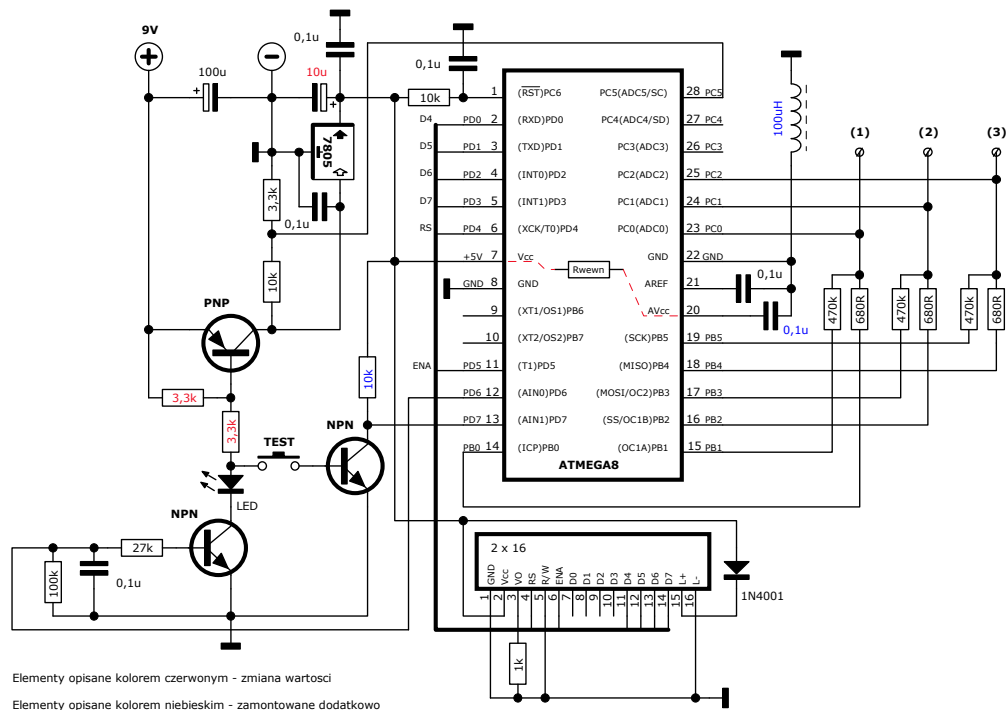 9V
0,1u
100u
10u
0,1u
10k
7805
3,3k
0,1u
10k
PNP
3,3k
3,3k
TEST
NPN
10k
LED
NPN
27k
100k
0,1u
D4
D5
D6
D7
RS
ENA
PD0
PD1
PD2
PD3
PD4
+5V
GND
PD5
PD6
PD7
PB0
1 (RST)PC6
2 (RXD)PD0
3 (TXD)PD1
4 (INT0)PD2
5 (INT1)PD3
6 (XCK/T0)PD4
7 Vcc
8 GND
9 (XT1/OS1)PB6
10 (XT2/OS2)PB7
11 (T1)PD5
12 (AIN0)PD6
13 (AIN1)PD7
14 (ICP)PB0
Rwewn
PC5(ADC5/SC) 28 PC5
PC4(ADC4/SD) 27 PC4
PC3(ADC3) 26 PC3
PC2(ADC2) 25 PC2
PC1(ADC1) 24 PC1
PC0(ADC0) 23 PC0
GND 22 GND
AREF 21
AVcc 20
(SCK)PB5 19 PB5
(MISO)PB4 18 PB4
(MOSI/OC2)PB3 17 PB3
(SS/OC1B)PB2 16 PB2
(OC1A)PB1 15 PB1
ATMEGA8
100uH
0,1u
0,1u
(1)
(2)
(3)
470k
680R
470k
680R
470k
680R
2 x 16
GND
Vcc
VO
RS
R/W
ENA
D0
D1
D2
D3
D4
D5
D6
D7
L+
L-
1
2
3
4
5
6
7
8
9
10
11
12
13
14
15
16
1N4001
1k
Elementy opisane kolorem czerwonym - zmiana wartosci
Elementy opisane kolorem niebieskim - zamontowane dodatkowo